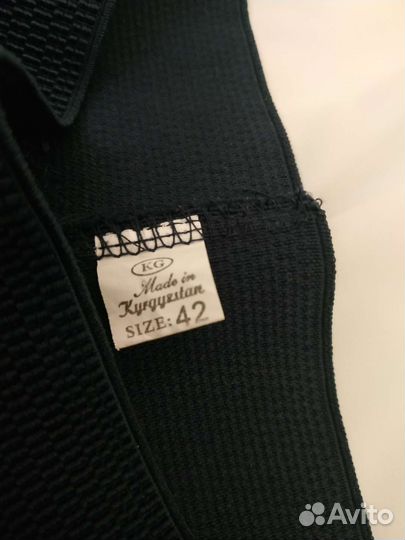 KG
Made in
Kyrgyzstan
SIZE: 42
Avito